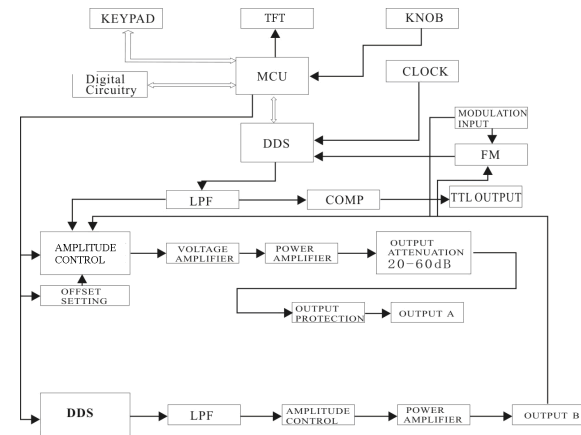 KEYPAD
TFT
KNOB
Digital
Circuitry
MCU
CLOCK
MODULATION
INPUT
DDS
FM
LPF
COMP
TTL OUTPUT
AMPLITUDE
CONTROL
VOLTAGE
AMPLIFIER
POWER
AMPLIFIER
OUTPUT
ATTENUATION
20-60dB
OFFSET
SETTING
OUTPUT
PROTECTION
OUTPUT A
DDS
LPF
AMPLITUDE
CONTROL
POWER
AMPLIFIER
OUTPUT B